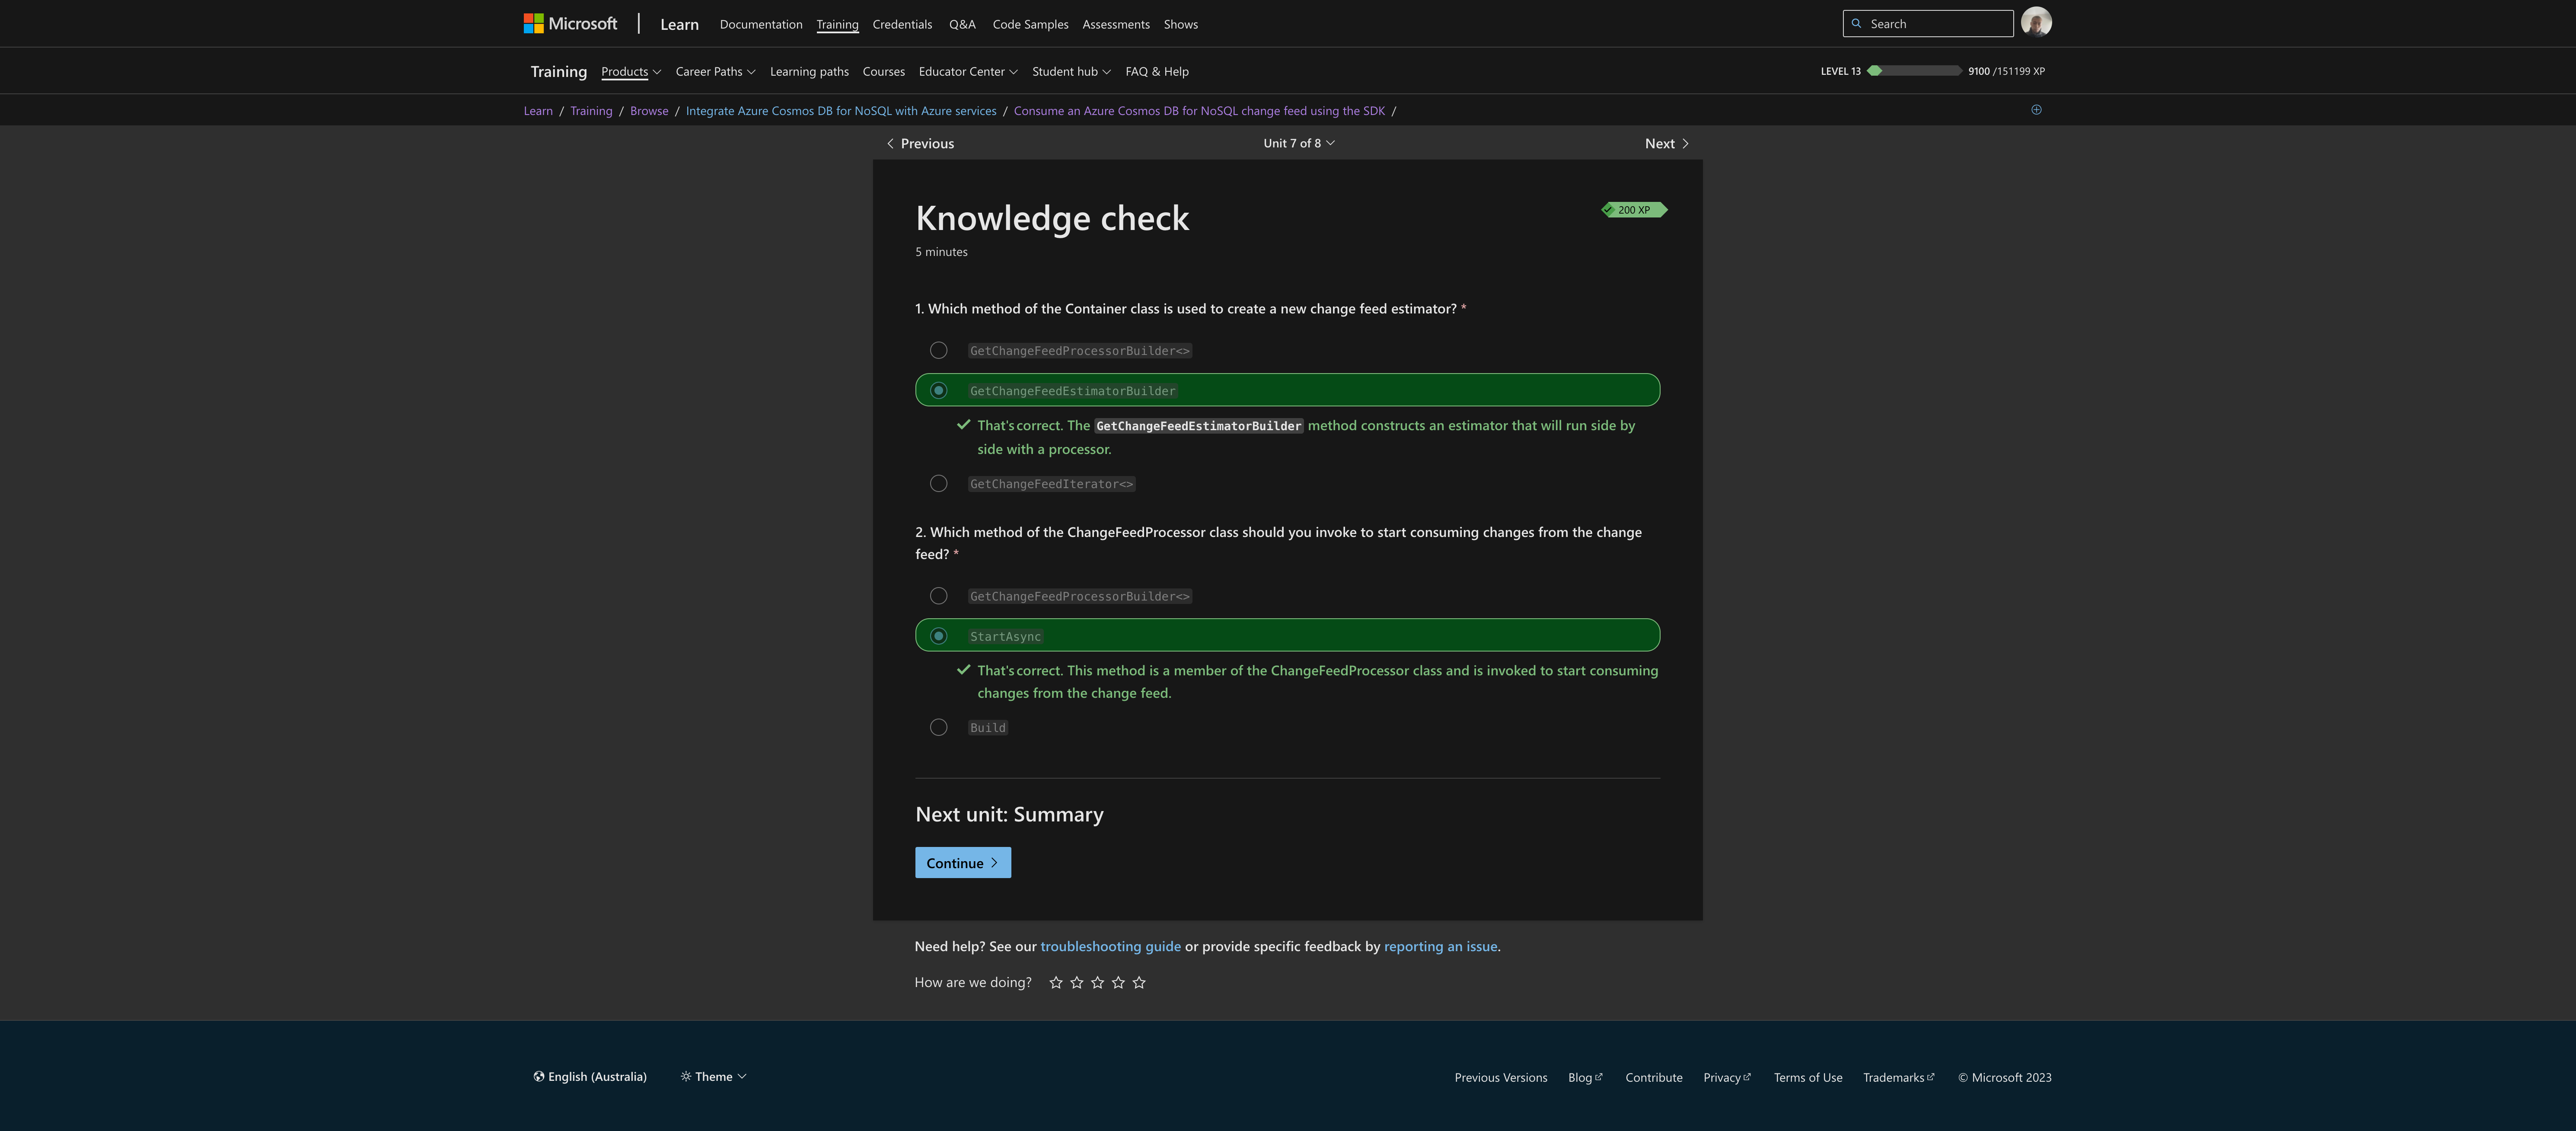 Microsoft | Learn Documentation Training Credentials Q&A Code Samples Assessments Shows Search
Training Products Career Paths Learning paths Courses Educator Center Student hub FAQ & Help LEVEL 13 9100 /151199 XP
Learn / Training / Browse / Integrate Azure Cosmos DB for NoSQL with Azure services / Consume an Azure Cosmos DB for NoSQL change feed using the SDK /
Previous Unit 7 of 8 Next
Knowledge check
200 XP
5 minutes
1. Which method of the Container class is used to create a new change feed estimator? *
GetChangeFeedProcessorBuilder<>
GetChangeFeedEstimatorBuilder
That's correct. The GetChangeFeedEstimatorBuilder method constructs an estimator that will run side by
side with a processor.
GetChangeFeedIterator<>
2. Which method of the ChangeFeedProcessor class should you invoke to start consuming changes from the change
feed? *
GetChangeFeedProcessorBuilder<>
StartAsync
That's correct. This method is a member of the ChangeFeedProcessor class and is invoked to start consuming
changes from the change feed.
Build
Next unit: Summary
Continue
Need help? See our troubleshooting guide or provide specific feedback by reporting an issue.
How are we doing?
English (Australia) Theme Previous Versions Blog Contribute Privacy Terms of Use Trademarks © Microsoft 2023